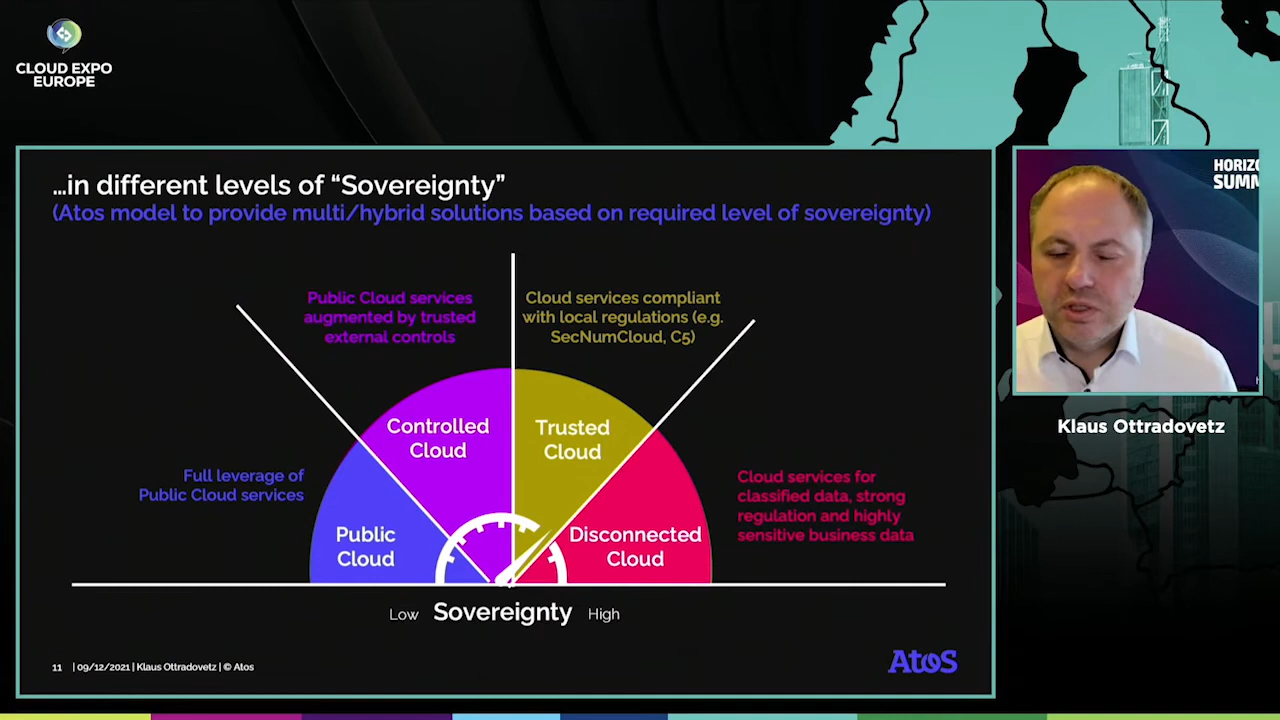 CLOUD EXPO
EUROPE
…in different levels of “Sovereignty”
(Atos model to provide multi/hybrid solutions based on required level of sovereignty)
Public Cloud services
augmented by trusted
external controls
Cloud services compliant
with local regulations (e.g.
SecNumCloud, C5)
Controlled
Cloud
Trusted
Cloud
Full leverage of
Public Cloud services
Cloud services for
classified data, strong
regulation and highly
sensitive business data
Public
Cloud
Disconnected
Cloud
Low Sovereignty High
11 | 09/12/2021 | Klaus Ottradovetz | © Atos
Atos
HORIZO
SUMM
Klaus Ottradovetz